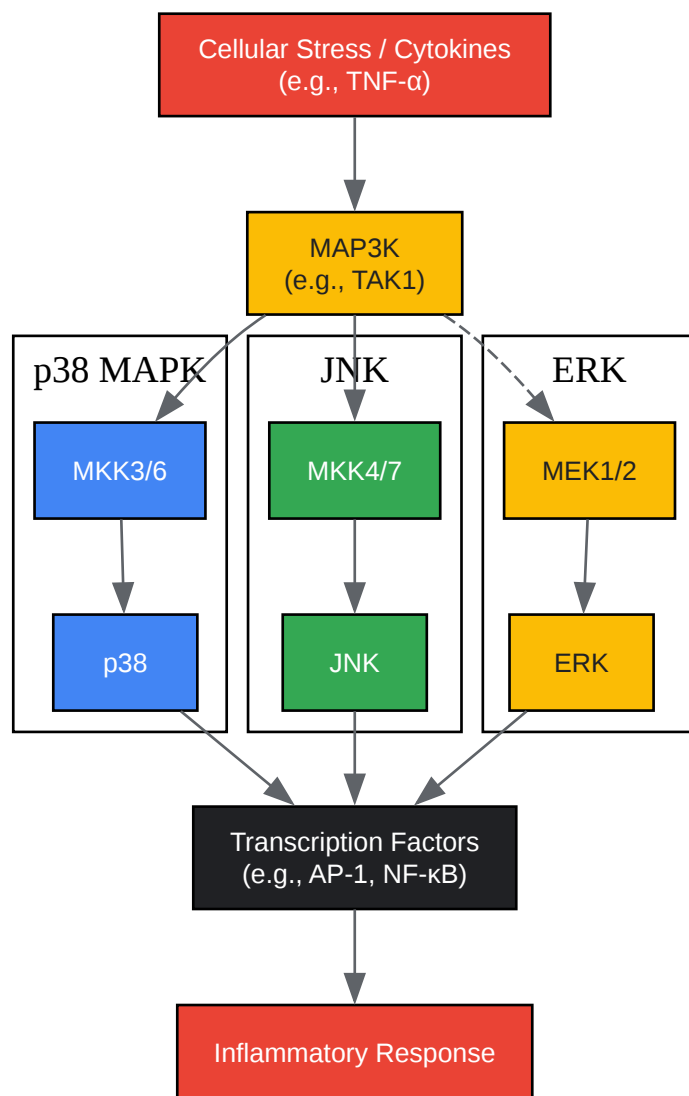 Cellular Stress / Cytokines
(e.g., TNF-α)
MAP3K
(e.g., TAK1)
p38 MAPK
JNK
ERK
MKK3/6
MKK4/7
MEK1/2
p38
JNK
ERK
Transcription Factors
(e.g., AP-1, NF-κB)
Inflammatory Response